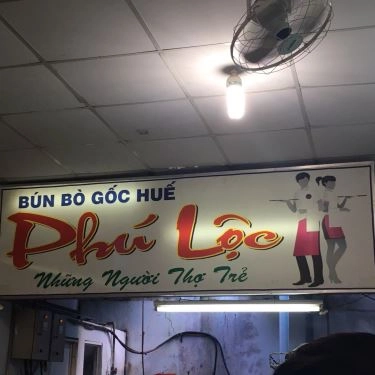 BÚN BÒ GỐC HUẾ
Phú Lộc
Những Người Thợ Trẻ